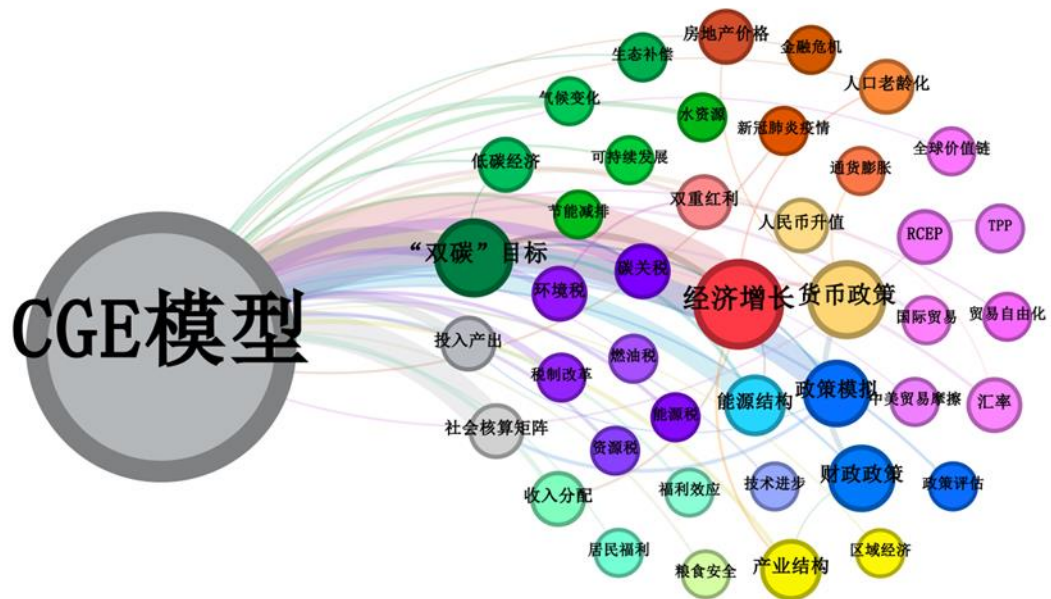 房地产价格
金融危机
生态补偿
人口老龄化
气候变化
水资源
新冠肺炎疫情
全球价值链
低碳经济
可持续发展
通货膨胀
双重红利
节能减排
人民币升值
RCEP
TPP
“双碳”目标
碳关税
环境税
经济增长
货币政策
国际贸易
贸易自由化
CGE模型
投入产出
燃油税
税制改革
能源结构
政策模拟
中美贸易摩擦
汇率
能源税
社会核算矩阵
资源税
财政政策
收入分配
福利效应
技术进步
政策评估
居民福利
粮食安全
产业结构
区域经济